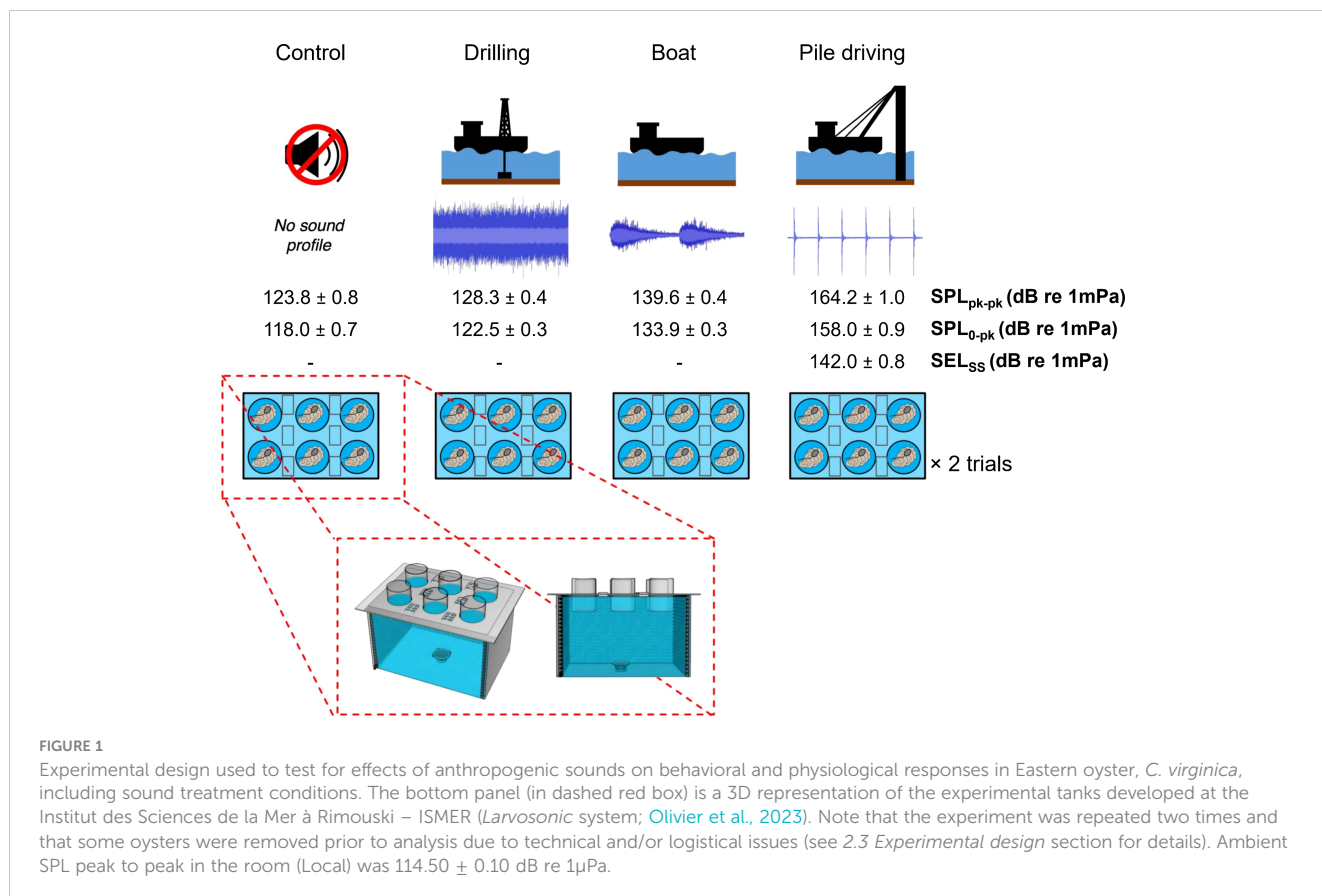 Control Drilling Boat Pile driving
No sound
profile
123.8 ± 0.8 128.3 ± 0.4 139.6 ± 0.4 164.2 ± 1.0 SPLpk-pk (dB re 1mPa)
118.0 ± 0.7 122.5 ± 0.3 133.9 ± 0.3 158.0 ± 0.9 SPL0-pk (dB re 1mPa)
- - - 142.0 ± 0.8 SELSS (dB re 1mPa)
× 2 trials
FIGURE 1
Experimental design used to test for effects of anthropogenic sounds on behavioral and physiological responses in Eastern oyster, C. virginica,
including sound treatment conditions. The bottom panel (in dashed red box) is a 3D representation of the experimental tanks developed at the
Institut des Sciences de la Mer à Rimouski – ISMER (Larvosonic system; Olivier et al., 2023). Note that the experiment was repeated two times and
that some oysters were removed prior to analysis due to technical and/or logistical issues (see 2.3 Experimental design section for details). Ambient
SPL peak to peak in the room (Local) was 114.50 ± 0.10 dB re 1µPa.